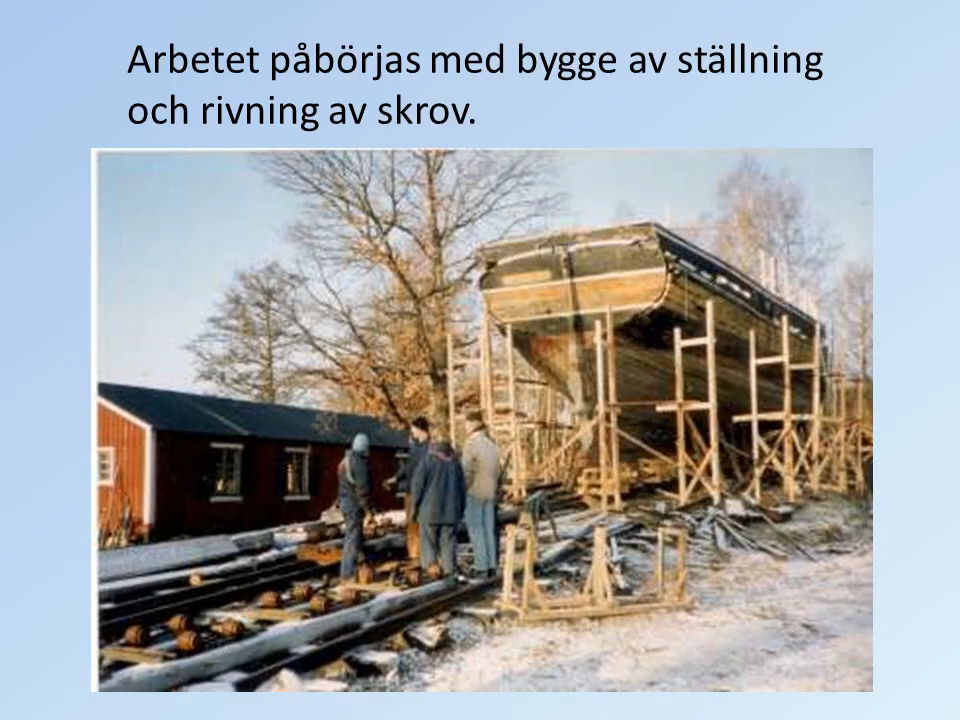 Arbetet påbörjas med bygge av ställning
och rivning av skrov.